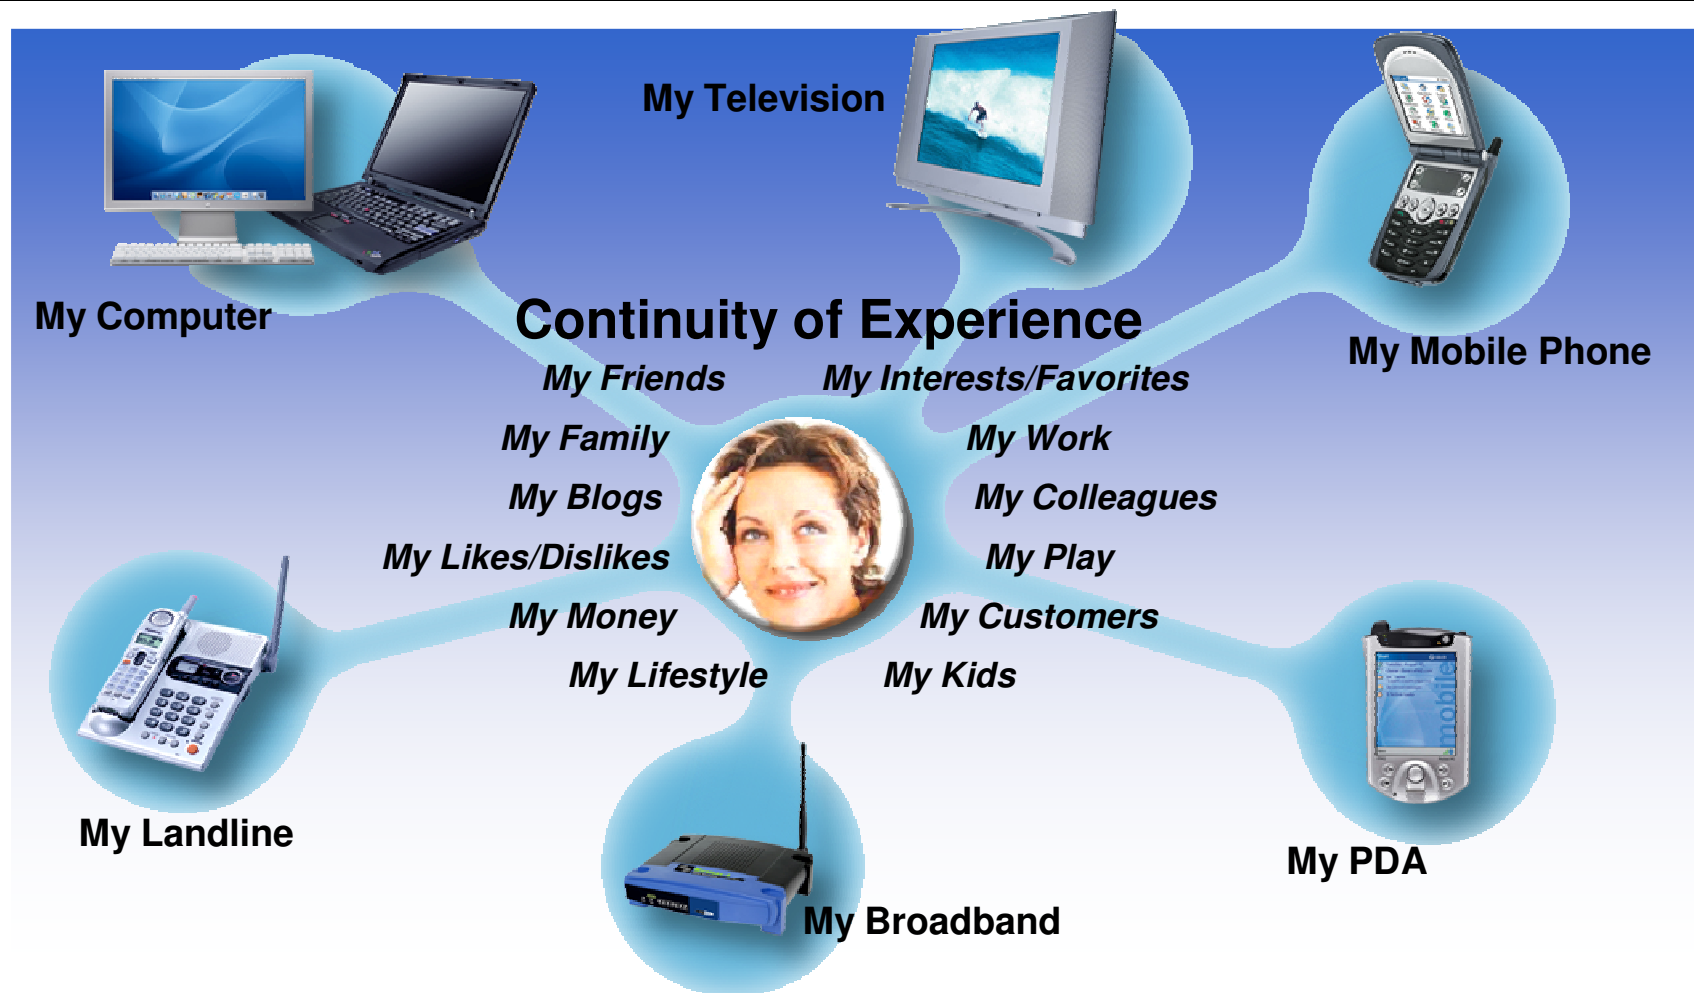 My Television
My Computer
Continuity of Experience
My Mobile Phone
My Friends
My Interests/Favorites
My Family
My Work
My Blogs
My Colleagues
My Likes/Dislikes
My Play
My Money
My Customers
My Lifestyle
My Kids
mobile
My Landline
My PDA
My Broadband